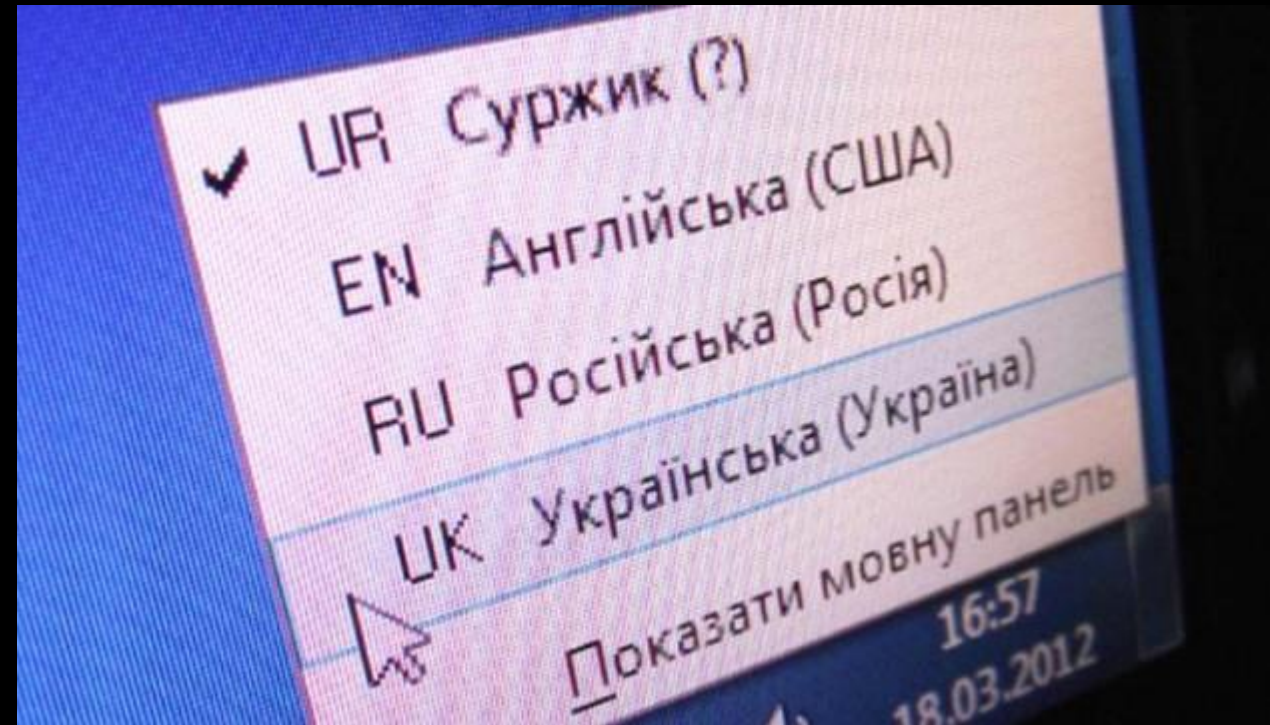 UR Суржик (?)
EN Англійська (США)
RU Російська (Росія)
UK Українська (Україна)
Показати мовну панель
16:57
18.03.2012